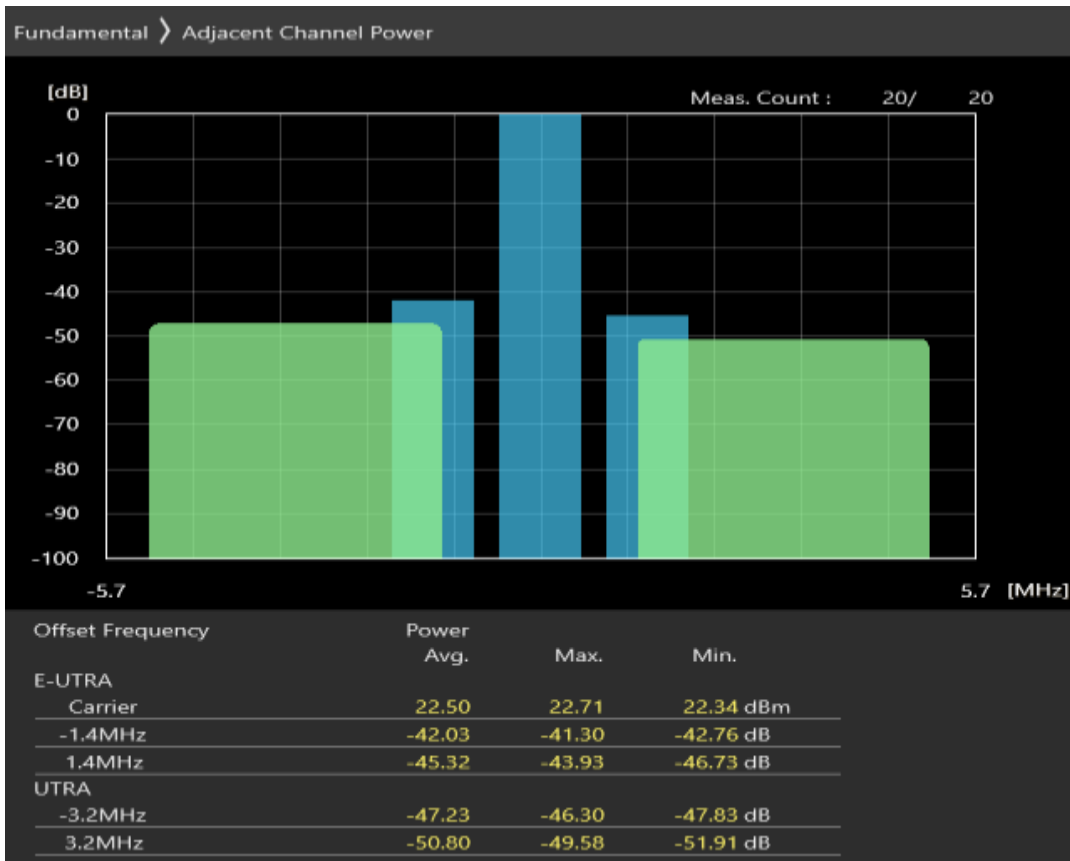 Fundamental 〉 Adjacent Channel Power
[dB]
Meas. Count : 20/ 20
0
-10
-20
-30
-40
-50
-60
-70
-80
-90
-100
-5.7 5.7 [MHz]
Offset Frequency Power
Avg. Max. Min.
E-UTRA
Carrier 22.50 22.71 22.34 dBm
-1.4MHz -42.03 -41.30 -42.76 dB
1.4MHz -45.32 -43.93 -46.73 dB
UTRA
-3.2MHz -47.23 -46.30 -47.83 dB
3.2MHz -50.80 -49.58 -51.91 dB